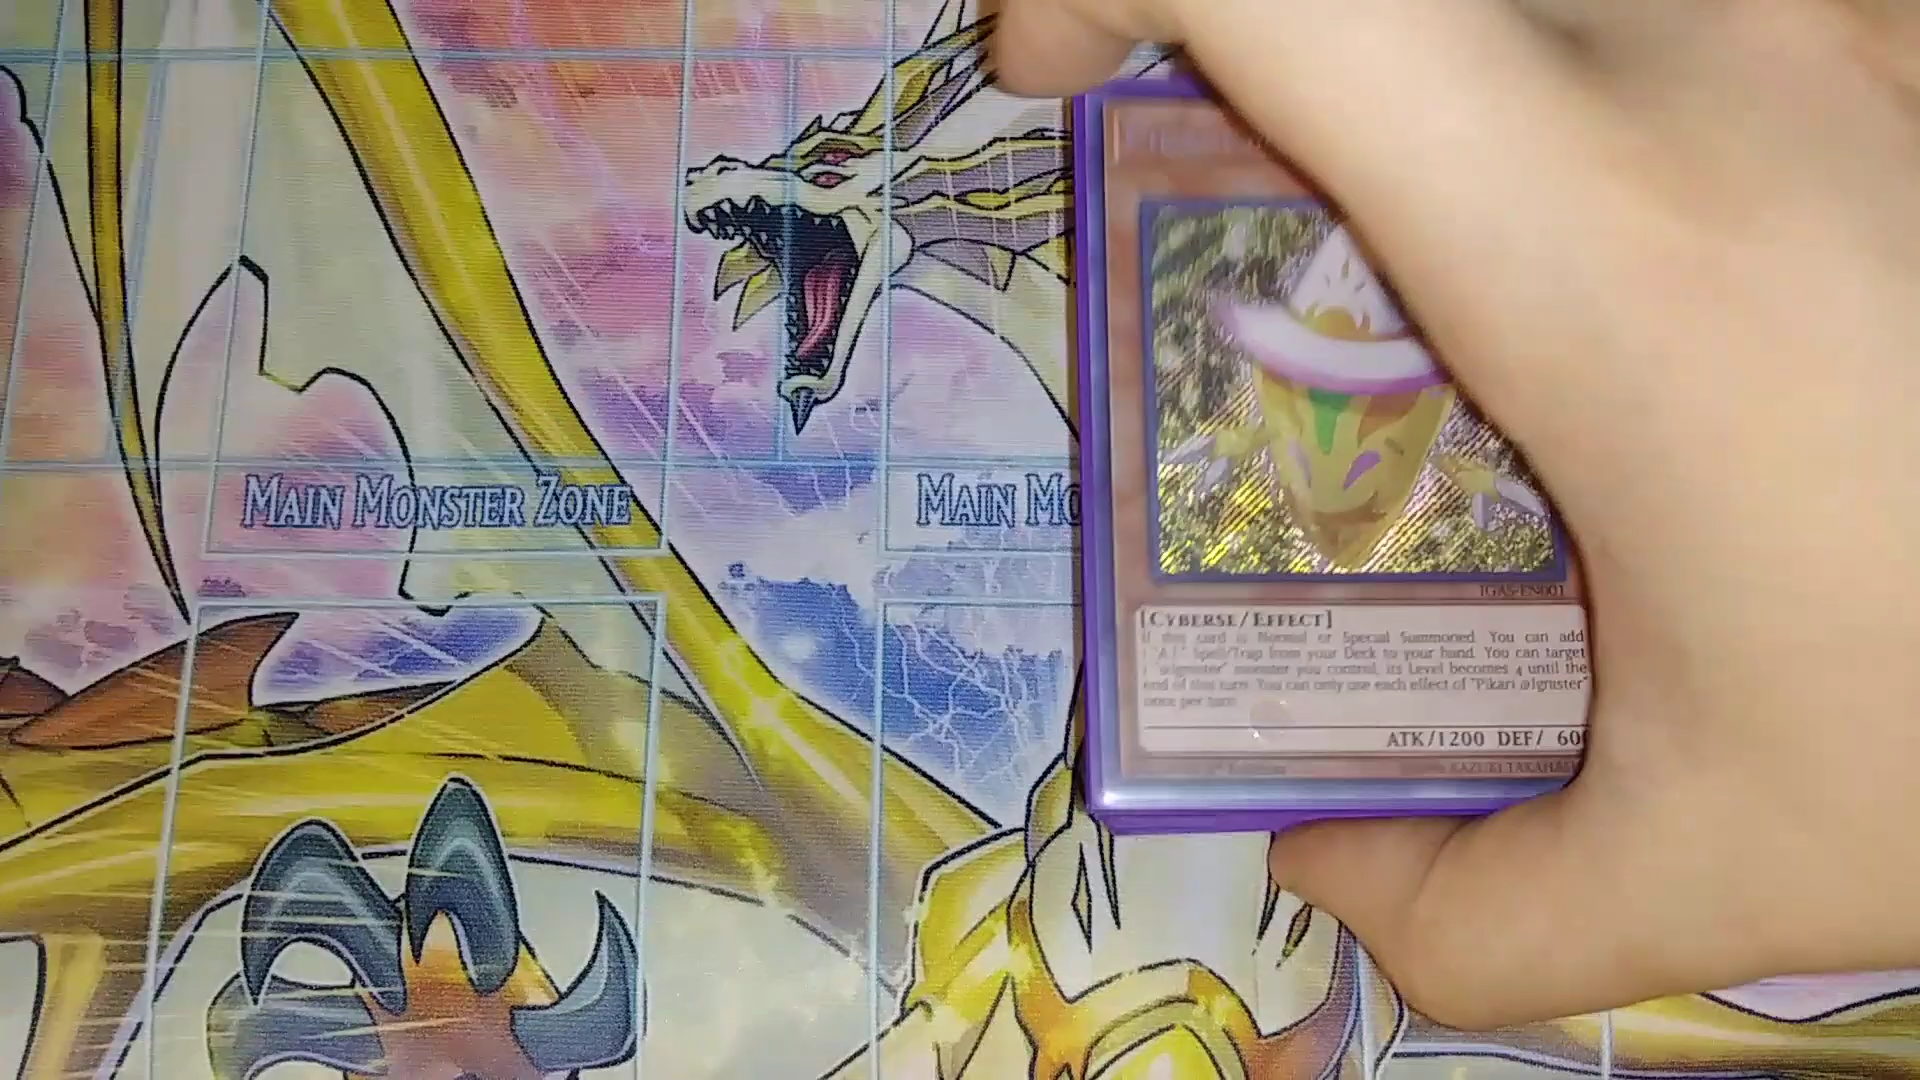 MAIN MONSTER ZONE
MAIN MO
IGAS-EN001
[CYBERSE/EFFECT]
If this card is Normal or Special Summoned: You can add
1 "A.I." Spell/Trap from your Deck to your hand. You can target
1 "@Ignister" monster you control; its Level becomes 4 until the
end of this turn. You can only use each effect of "Pikari @Ignister"
once per turn.
ATK/1200 DEF/ 60
KAZUKI TAKAHAS